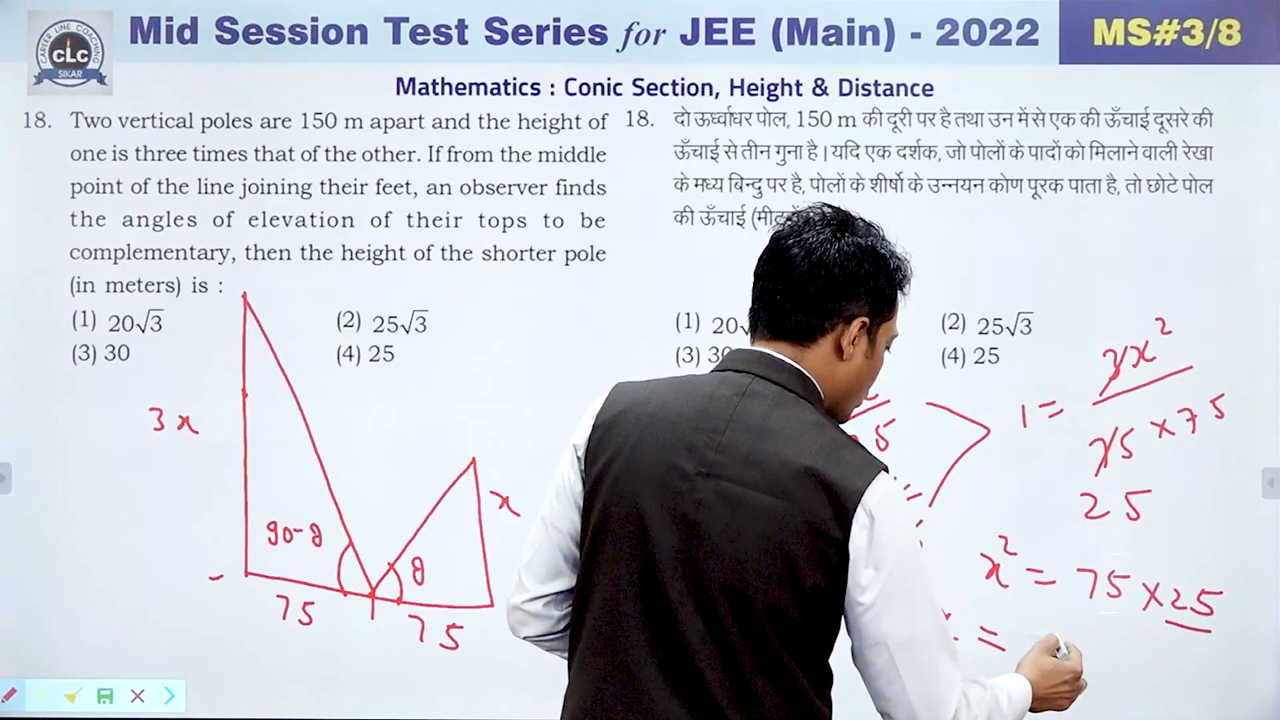 CAREER LINE COACHING
CLC
SIKAR
Mid Session Test Series for JEE (Main) - 2022
MS#3/8
Mathematics : Conic Section, Height & Distance
18. Two vertical poles are 150 m apart and the height of
one is three times that of the other. If from the middle
point of the line joining their feet, an observer finds
the angles of elevation of their tops to be
complementary, then the height of the shorter pole
(in meters) is :
(1) 20√3 (2) 25√3
(3) 30 (4) 25
18. दो ऊर्ध्वाधर पोल, 150 m की दूरी पर है तथा उन में से एक की ऊँचाई दूसरे की
ऊँचाई से तीन गुना है। यदि एक दर्शक, जो पोलों के पादों को मिलाने वाली रेखा
के मध्य बिन्दु पर है, पोलों के शीर्षो के उन्नयन कोण पूरक पाता है, तो छोटे पोल
की ऊँचाई
(1) 20 (2) 25√3
(3) (4) 25
3x
90-θ
θ
x
75
75
5
1 = 3x²
75 × 75
25
x² = 75 × 25
=